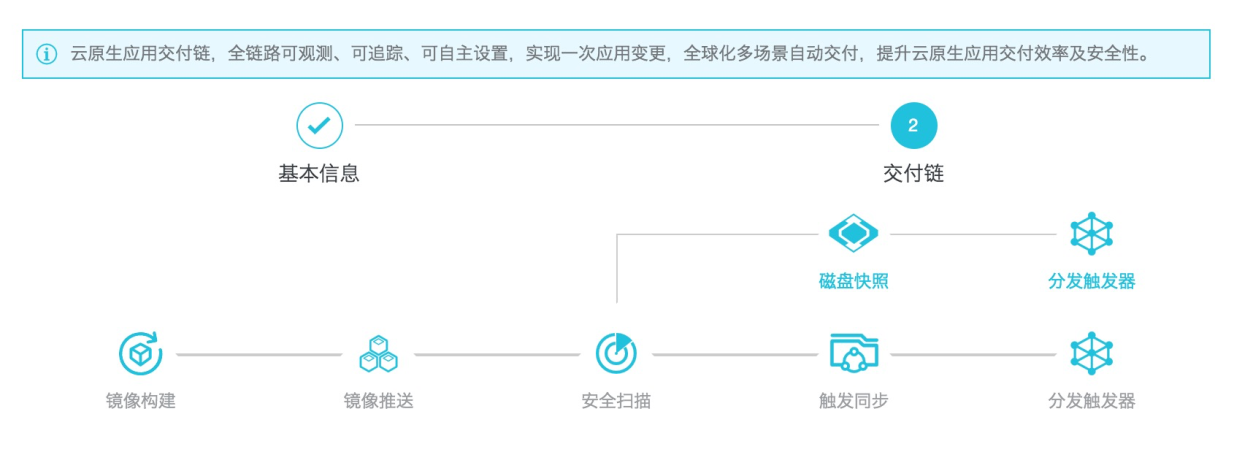 云原生应用交付链，全链路可观测、可追踪、可自主设置，实现一次应用变更，全球化多场景自动交付，提升云原生应用交付效率及安全性。
2
基本信息
交付链
磁盘快照
分发触发器
镜像构建
镜像推送
安全扫描
触发同步
分发触发器